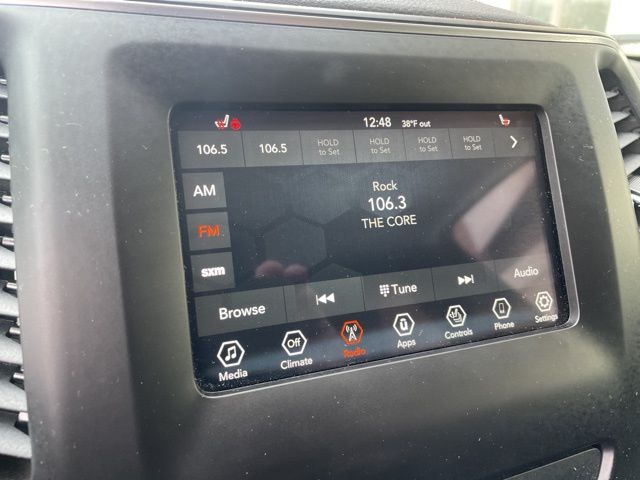 12:48 38°F out
106.5 106.5 HOLD to Set HOLD to Set HOLD to Set HOLD to Set
AM
Rock
106.3
THE CORE
FM
sxm
Browse Tune Audio
Media Off Climate Radio Apps Controls Phone Settings